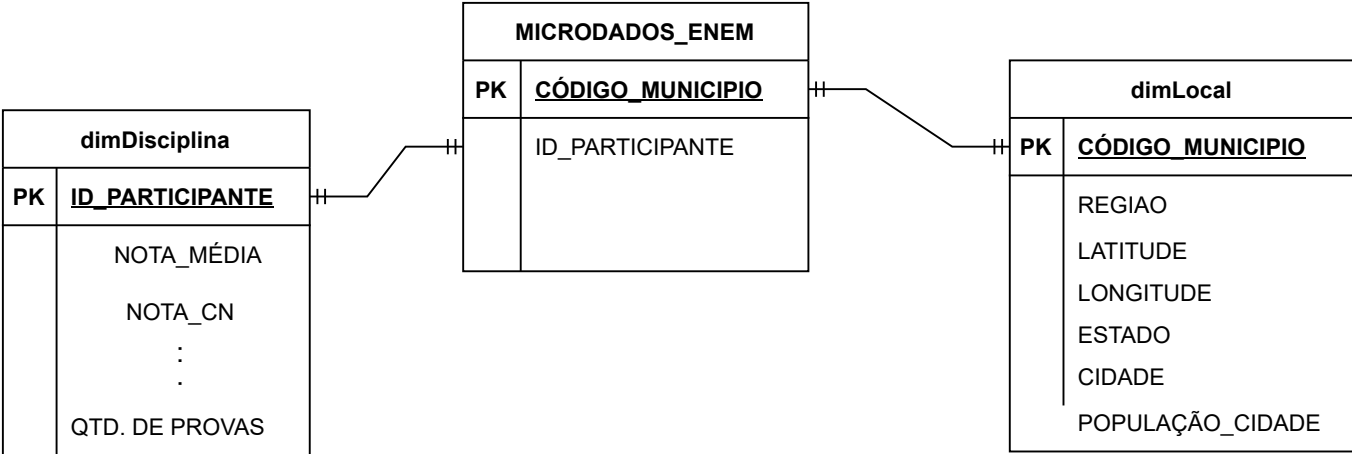 MICRODADOS_ENEM
PK CÓDIGO_MUNICIPIO
ID_PARTICIPANTE
dimDisciplina
PK ID_PARTICIPANTE
NOTA_MÉDIA
NOTA_CN
:
.
QTD. DE PROVAS
dimLocal
PK CÓDIGO_MUNICIPIO
REGIAO
LATITUDE
LONGITUDE
ESTADO
CIDADE
POPULAÇÃO_CIDADE